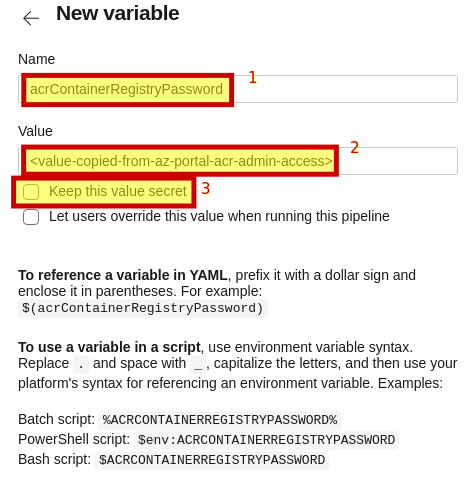 New variable
Name
acrContainerRegistryPassword
1
Value
2
<value-copied-from-az-portal-acr-admin-access>
Keep this value secret
3
Let users override this value when running this pipeline
To reference a variable in YAML, prefix it with a dollar sign and
enclose it in parentheses. For example:
$(acrContainerRegistryPassword)
To use a variable in a script, use environment variable syntax.
Replace . and space with _, capitalize the letters, and then use your
platform's syntax for referencing an environment variable. Examples:
Batch script: %ACRCONTAINERREGISTRYPASSWORD%
PowerShell script: $env:ACRCONTAINERREGISTRYPASSWORD
Bash script: $ACRCONTAINERREGISTRYPASSWORD